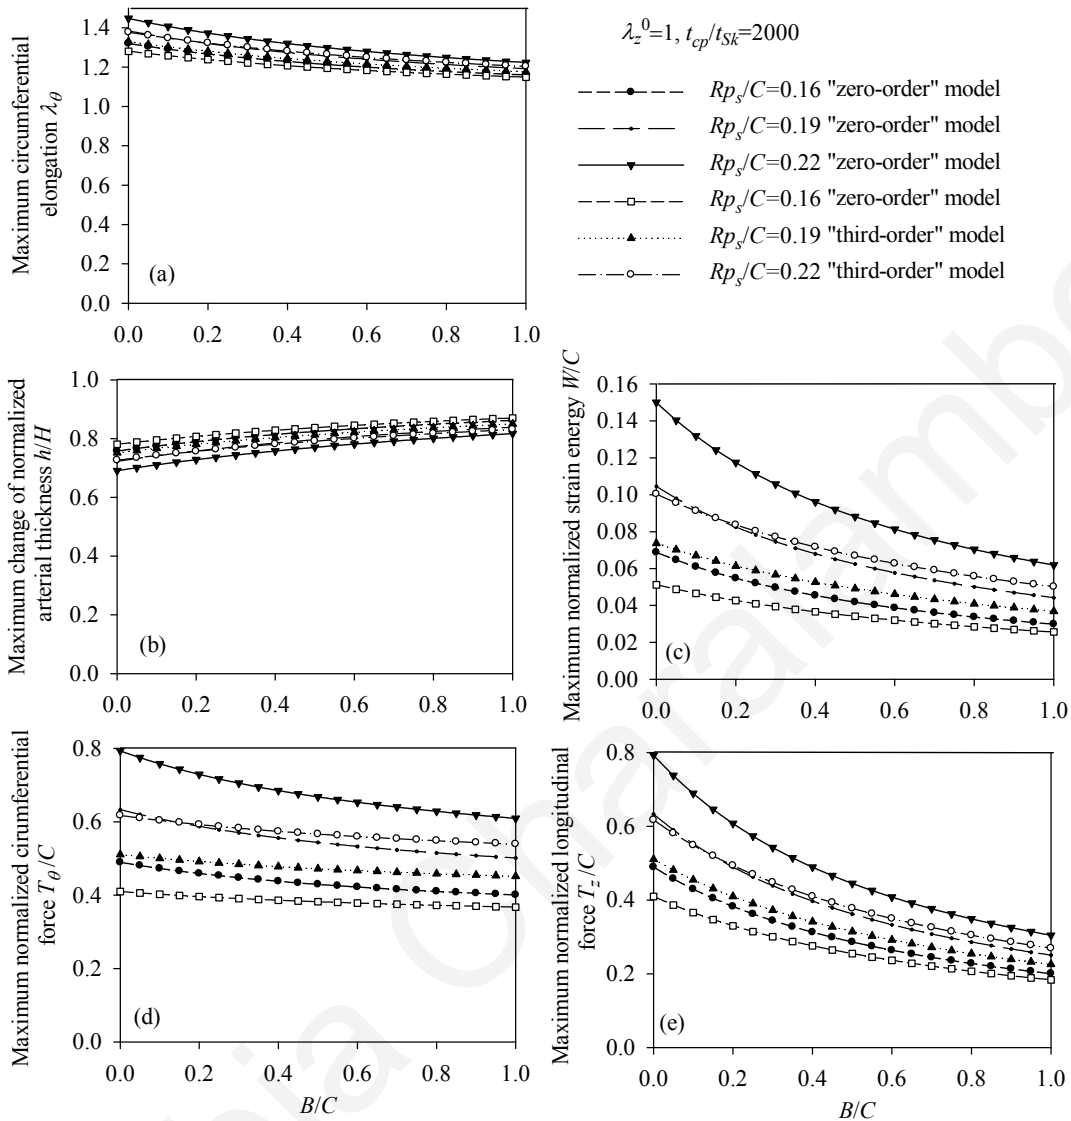 λz⁰=1, tcp/tSk=2000
Rps/C=0.16 "zero-order" model
Rps/C=0.19 "zero-order" model
Rps/C=0.22 "zero-order" model
Rps/C=0.16 "zero-order" model
Rps/C=0.19 "third-order" model
Rps/C=0.22 "third-order" model
Maximum circumferential
elongation λθ
1.4
1.2
1.0
0.8
0.6
0.4
0.2
0.0
(a)
0.0 0.2 0.4 0.6 0.8 1.0
Maximum change of normalized
arterial thickness h/H
1.0
0.8
0.6
0.4
0.2
0.0
(b)
0.0 0.2 0.4 0.6 0.8 1.0
Maximum normalized strain energy W/C
0.16
0.14
0.12
0.10
0.08
0.06
0.04
0.02
0.00
(c)
0.0 0.2 0.4 0.6 0.8 1.0
Maximum normalized cirumferential
force Tθ/C
0.8
0.6
0.4
0.2
0.0
(d)
0.0 0.2 0.4 0.6 0.8 1.0
B/C
Maximum normalized longitudinal
force Tz/C
0.8
0.6
0.4
0.2
0.0
(e)
0.0 0.2 0.4 0.6 0.8 1.0
B/C